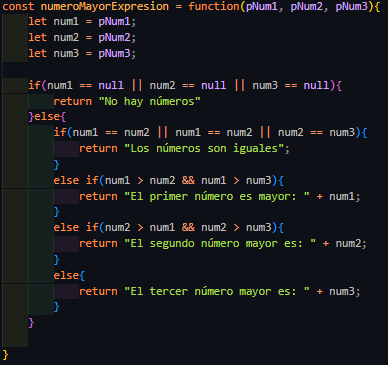 const numeroMayorExpresion = function(pNum1, pNum2, pNum3){
    let num1 = pNum1;
    let num2 = pNum2;
    let num3 = pNum3;

    if(num1 == null || num2 == null || num3 == null){
        return "No hay números"
    }else{
        if(num1 == num2 || num1 == num2 || num2 == num3){
            return "Los números son iguales";
        }
        else if(num1 > num2 && num1 > num3){
            return "El primer número es mayor: " + num1;
        }
        else if(num2 > num1 && num2 > num3){
            return "El segundo número mayor es: " + num2;
        }
        else{
            return "El tercer número mayor es: " + num3;
        }
    }

}